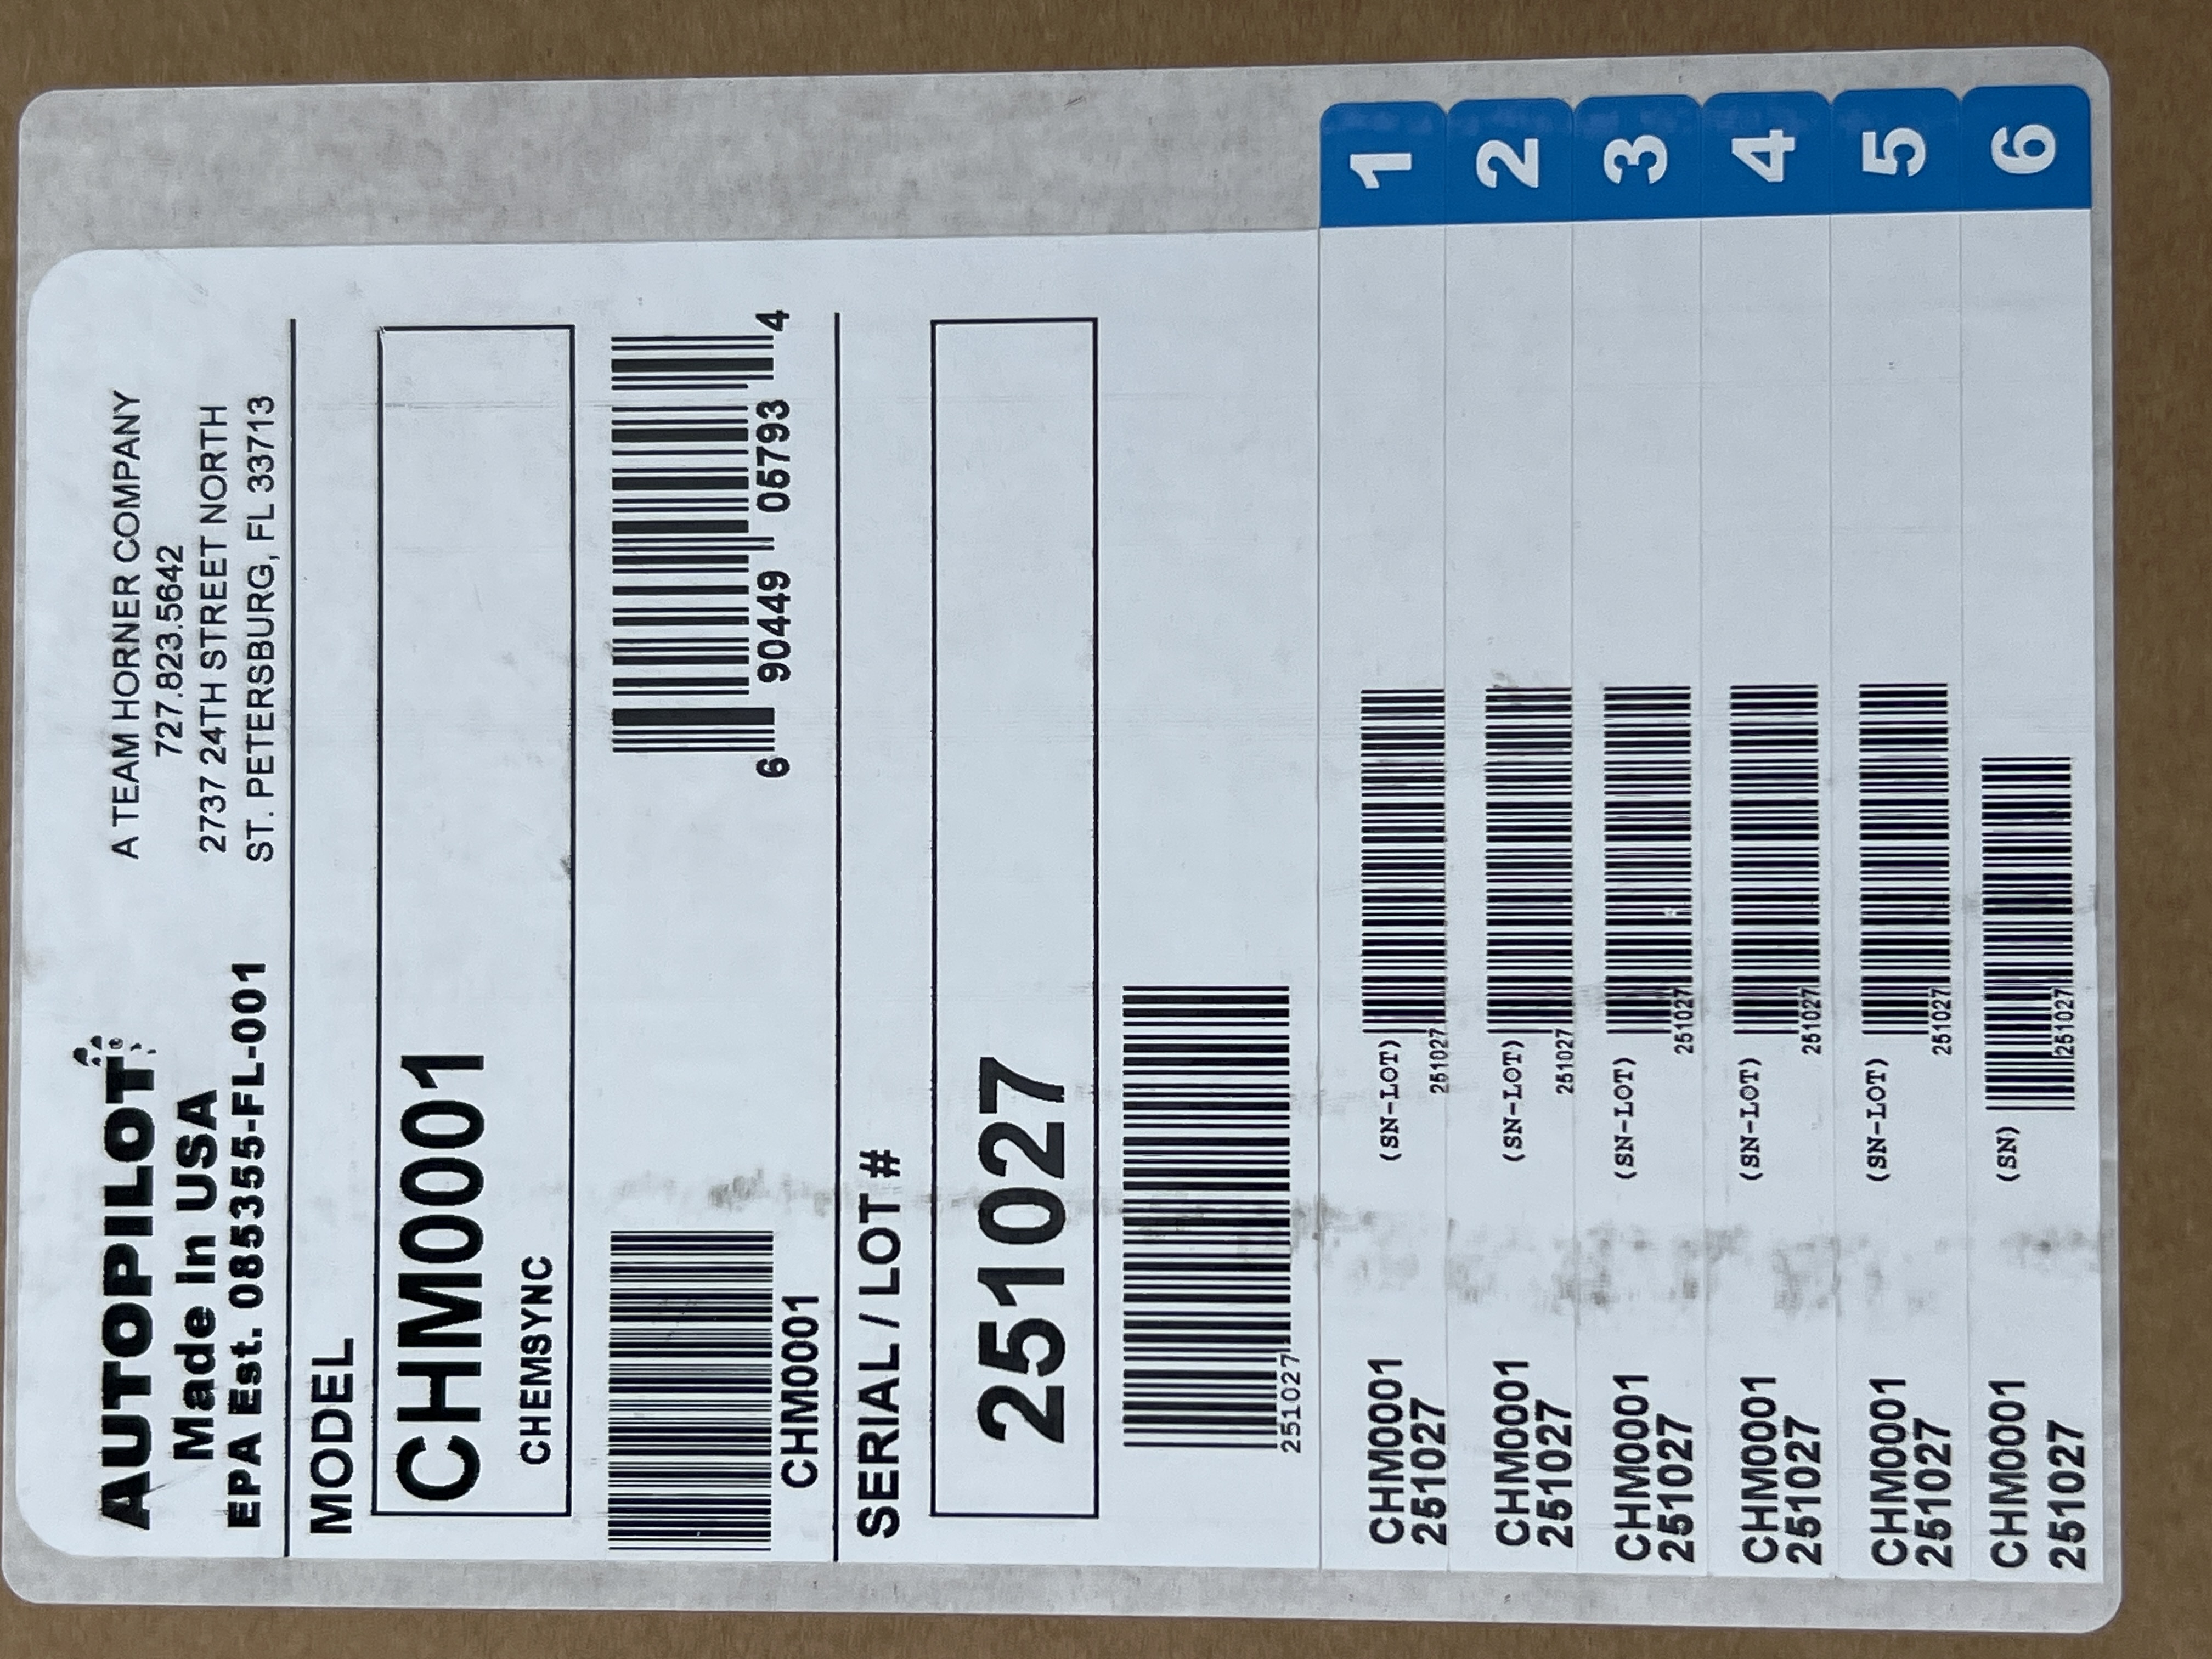 AUTOPILOT®
Made in USA
EPA Est. 085355-FL-001
A TEAM HORNER COMPANY
727.823.5642
2737 24TH STREET NORTH
ST. PETERSBURG, FL 33713
MODEL
CHM0001
CHEMSYNC
CHM0001
6 90449 05793 4
SERIAL / LOT #
251027
251027
CHM0001
251027
(SN-LOT)
251027
1
CHM0001
251027
(SN-LOT)
251027
2
CHM0001
251027
(SN-LOT)
251027
3
CHM0001
251027
(SN-LOT)
251027
4
CHM0001
251027
(SN-LOT)
251027
5
CHM0001
251027
(SN)
251027
6